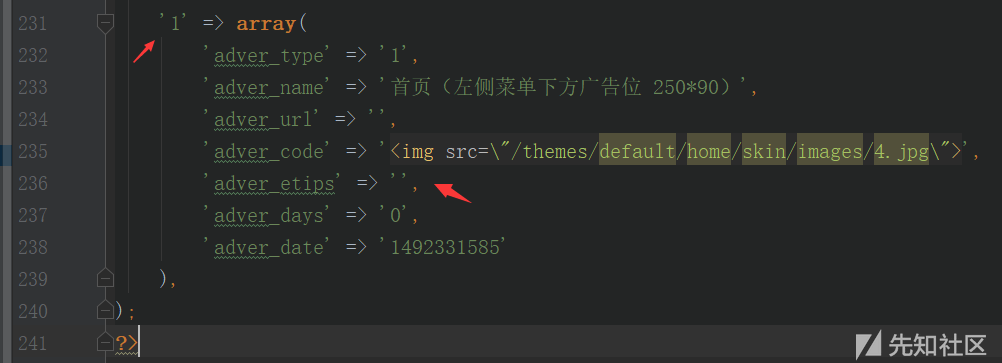 231 '1' => array(
232 'adver_type' => '1',
233 'adver_name' => '首页（左侧菜单下方广告位 250*90）',
234 'adver_url' => '',
235 'adver_code' => '<img src=\"/themes/default/home/skin/images/4.jpg\">',
236 'adver_etips' => '',
237 'adver_days' => '0',
238 'adver_date' => '1492331585'
239 ),
240 );
241 ?>
先知社区